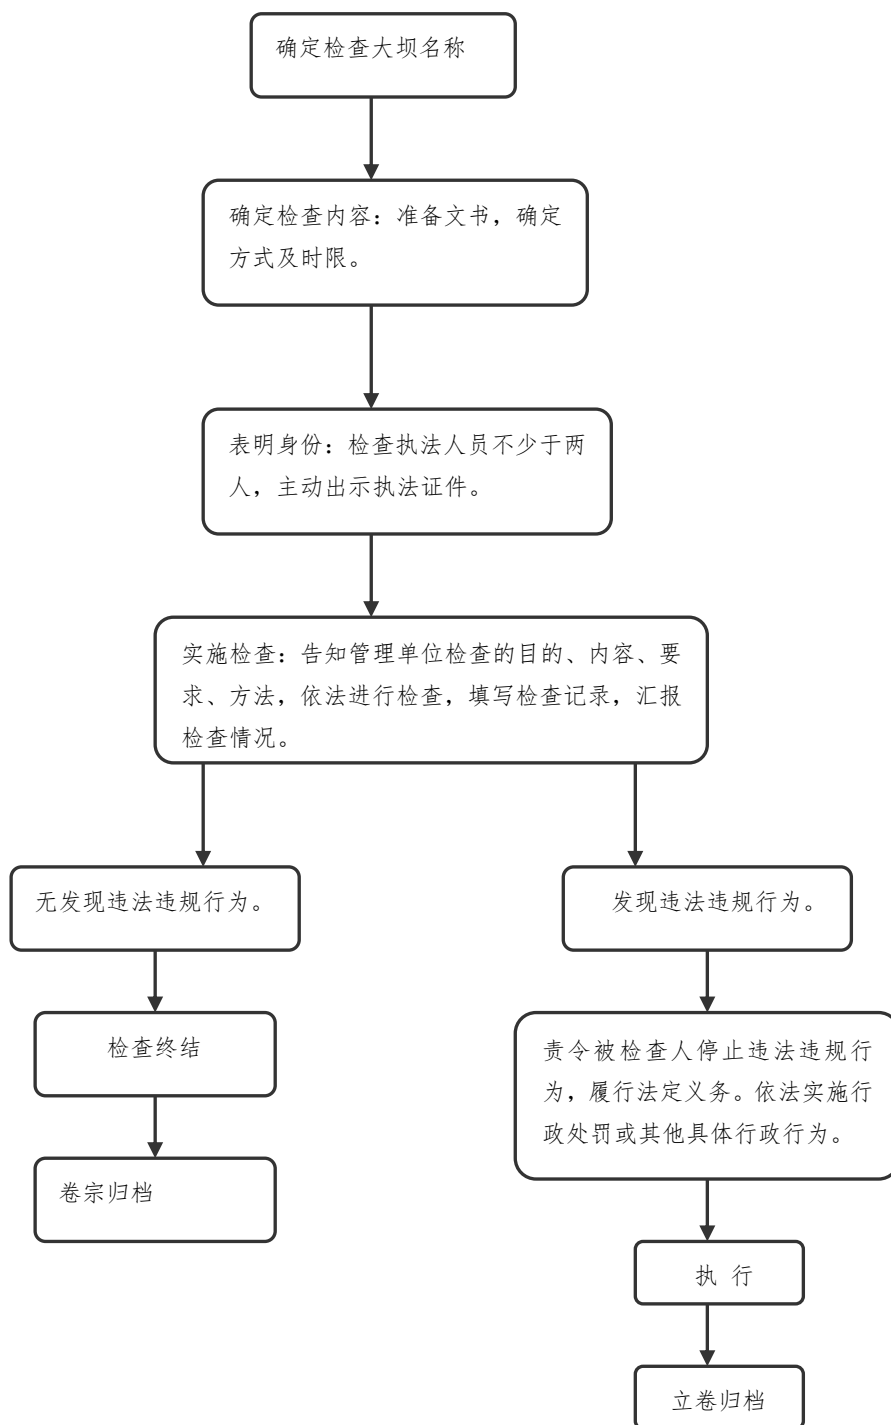 确定检查大坝名称
确定检查内容：准备文书，确定
方式及时限。
表明身份：检查执法人员不少于两
人，主动出示执法证件。
实施检查：告知管理单位检查的目的、内容、要
求、方法，依法进行检查，填写检查记录，汇报
检查情况。
无发现违法违规行为。
发现违法违规行为。
检查终结
责令被检查人停止违法违规行
为，履行法定义务。依法实施行
政处罚或其他具体行政行为。
卷宗归档
执 行
立卷归档